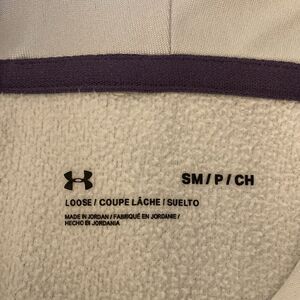 SM / P / CH
LOOSE / COUPE LÂCHE / SUELTO
MADE IN JORDAN / FABRIQUÉ EN JORDANIE /
HECHO EN JORDANIA